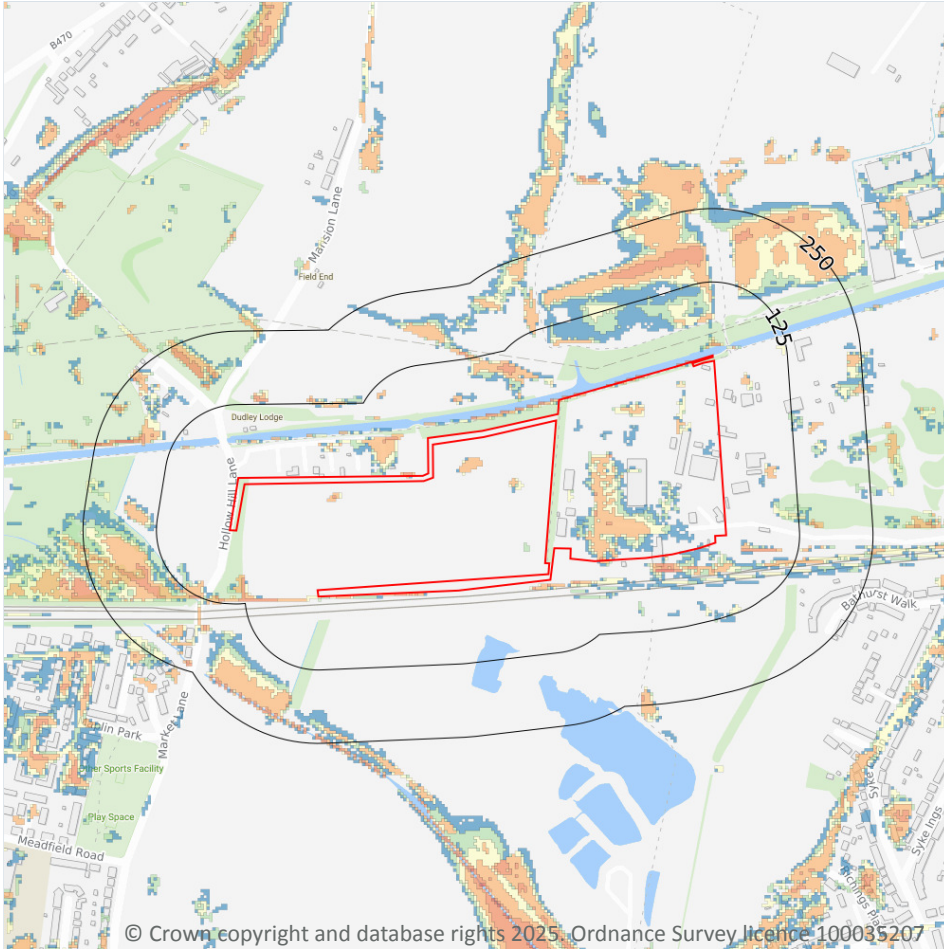 B470
Mansion Lane
Field End
250
125
Dudley Lodge
Hollow Hill Lane
Bathurst Walk
Market Lane
Sports Facility
Play Space
Meadfield Road
Syke Ings
© Crown copyright and database rights 2025, Ordnance Survey licence 100035207